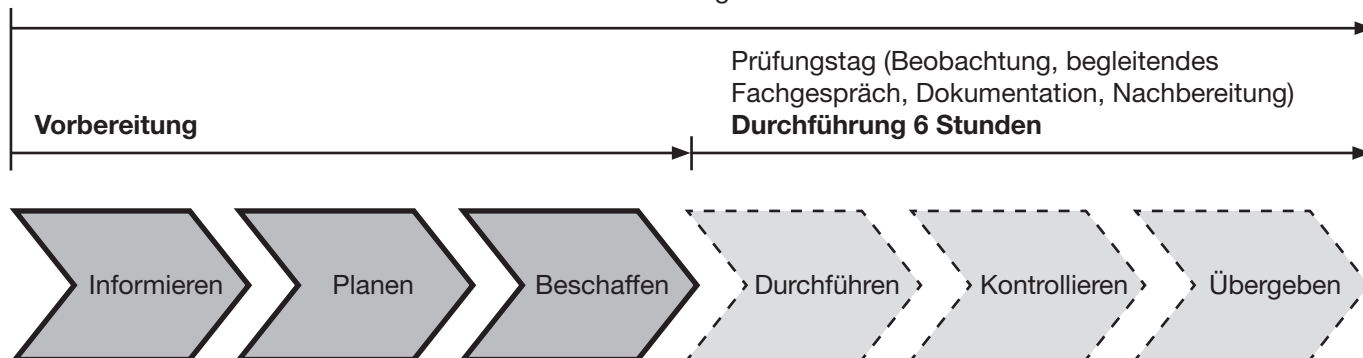 Prüfungstag (Beobachtung, begleitendes
Fachgespräch, Dokumentation, Nachbereitung)
Vorbereitung
Durchführung 6 Stunden
Informieren
Planen
Beschaffen
Durchführen
Kontrollieren
Übergeben